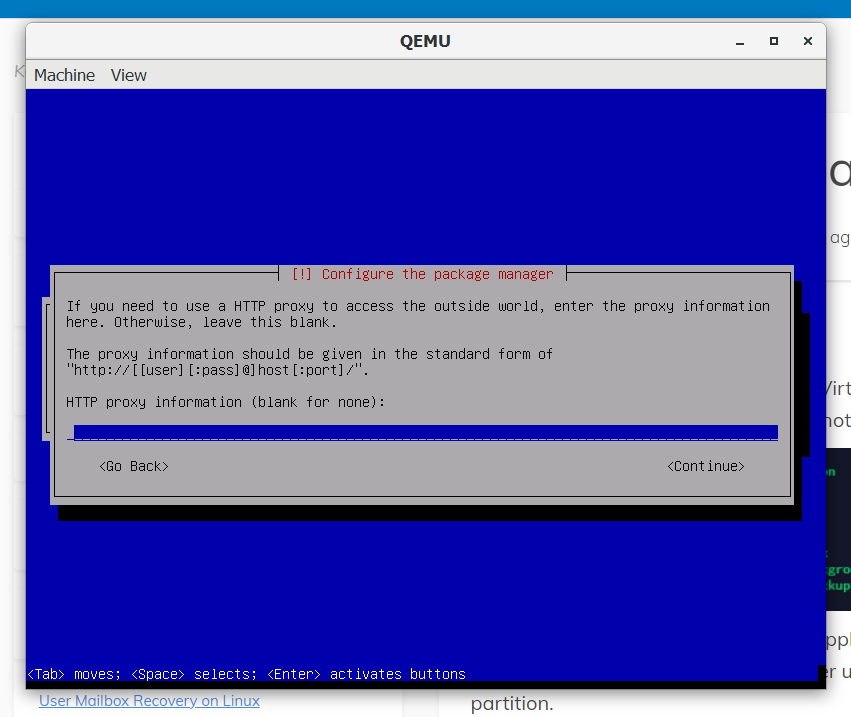 QEMU
Machine View
[!] Configure the package manager
If you need to use a HTTP proxy to access the outside world, enter the proxy information
here. Otherwise, leave this blank.
The proxy information should be given in the standard form of
"http://[[user][:pass]@]host[:port]/".
HTTP proxy information (blank for none):
<Go Back> <Continue>
<Tab> moves; <Space> selects; <Enter> activates buttons
User Mailbox Recovery on Linux
partition.